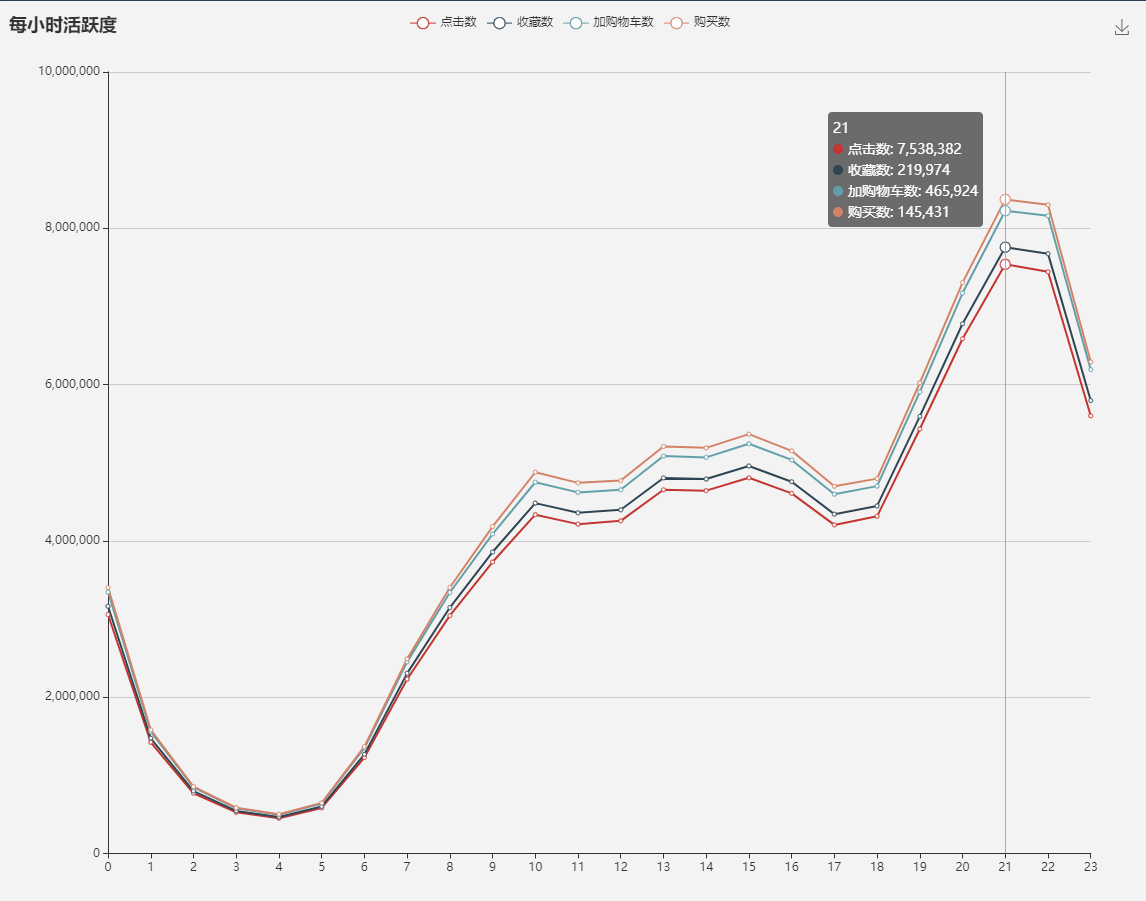 每小时活跃度
点击数 收藏数 加购物车数 购买数
10,000,000
8,000,000
6,000,000
4,000,000
2,000,000
0
21
点击数: 7,538,382
收藏数: 219,974
加购物车数: 465,924
购买数: 145,431
0 1 2 3 4 5 6 7 8 9 10 11 12 13 14 15 16 17 18 19 20 21 22 23